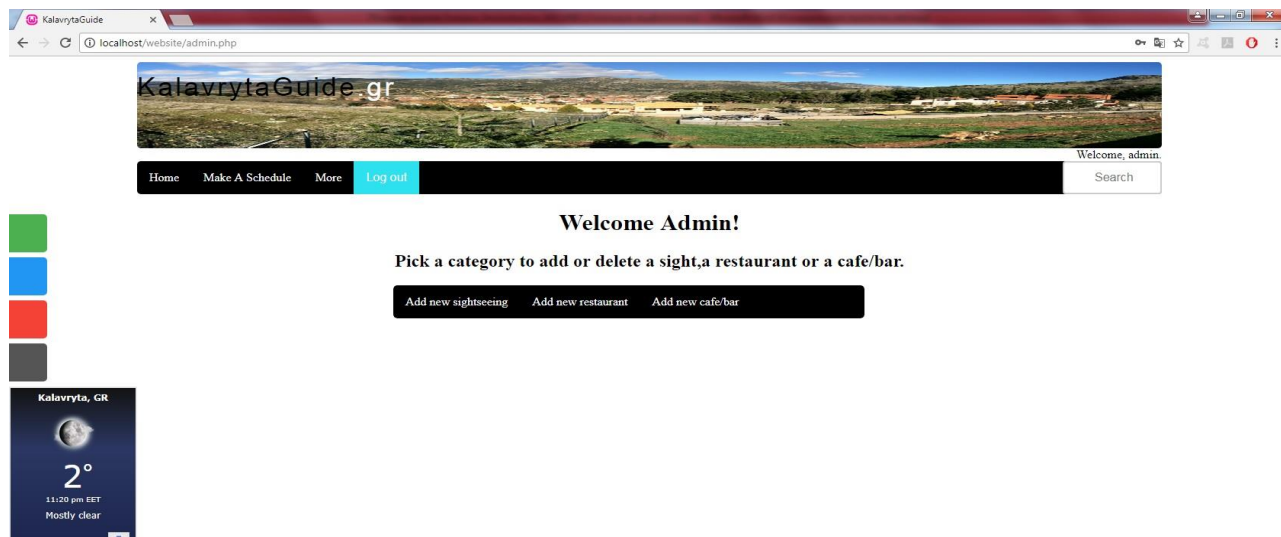 KalavrytaGuide
localhost/website/admin.php
KalavrytaGuide.gr
Welcome, admin.
Home Make A Schedule More Log out Search
Welcome Admin!
Pick a category to add or delete a sight,a restaurant or a cafe/bar.
Add new sightseeing Add new restaurant Add new cafe/bar
Kalavryta, GR
2°
11:20 pm EET
Mostly clear